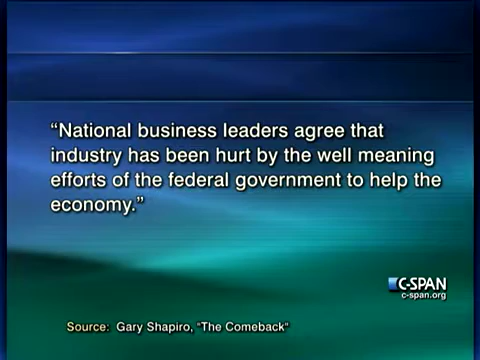 “National business leaders agree that
industry has been hurt by the well meaning
efforts of the federal government to help the
economy.”
C-SPAN
c-span.org
Source: Gary Shapiro, "The Comeback"